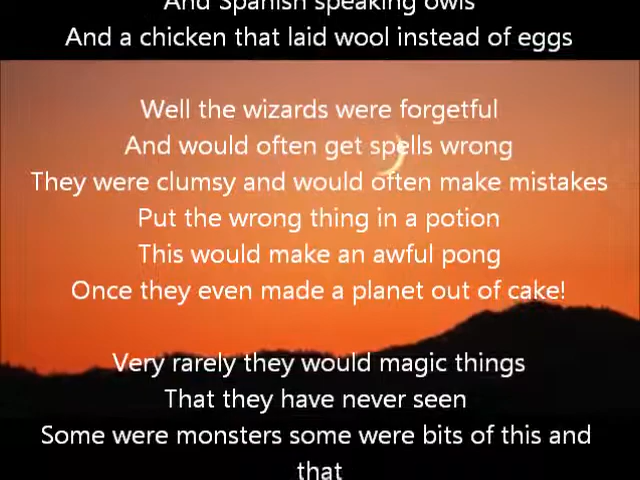 And Spanish speaking owls
And a chicken that laid wool instead of eggs
Well the wizards were forgetful
And would often get spells wrong
They were clumsy and would often make mistakes
Put the wrong thing in a potion
This would make an awful pong
Once they even made a planet out of cake!
Very rarely they would magic things
That they have never seen
Some were monsters some were bits of this and
that